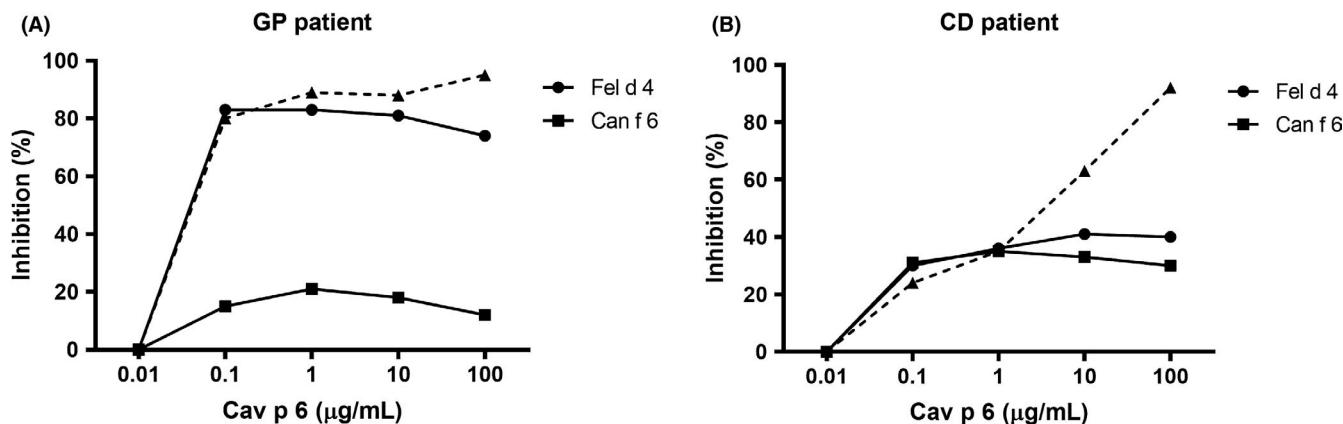 (A)
GP patient
Inhibition (%)
100
80
60
40
20
0
0.01 0.1 1 10 100
Cav p 6 (μg/mL)
Fel d 4
Can f 6
(B)
CD patient
Inhibition (%)
100
80
60
40
20
0
0.01 0.1 1 10 100
Cav p 6 (μg/mL)
Fel d 4
Can f 6